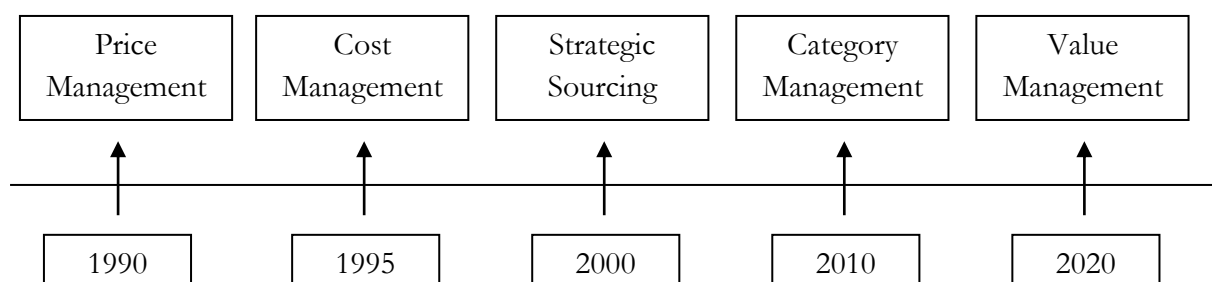 Price
Management
Cost
Management
Strategic
Sourcing
Category
Management
Value
Management
1990
1995
2000
2010
2020